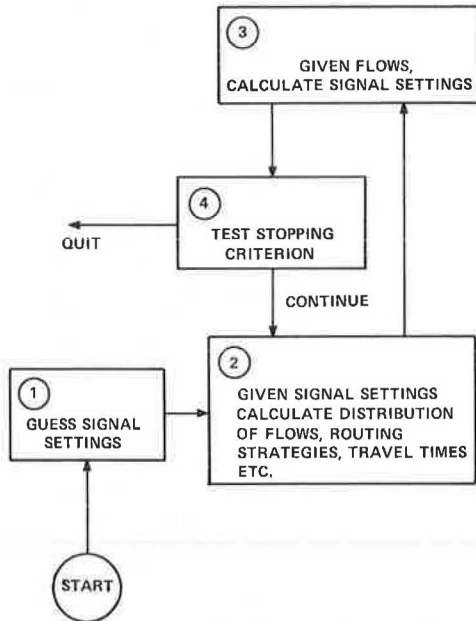 3
GIVEN FLOWS,
CALCULATE SIGNAL SETTINGS
4
TEST STOPPING
CRITERION
QUIT
CONTINUE
1
GUESS SIGNAL
SETTINGS
2
GIVEN SIGNAL SETTINGS
CALCULATE DISTRIBUTION
OF FLOWS, ROUTING
STRATEGIES, TRAVEL TIMES
ETC.
START